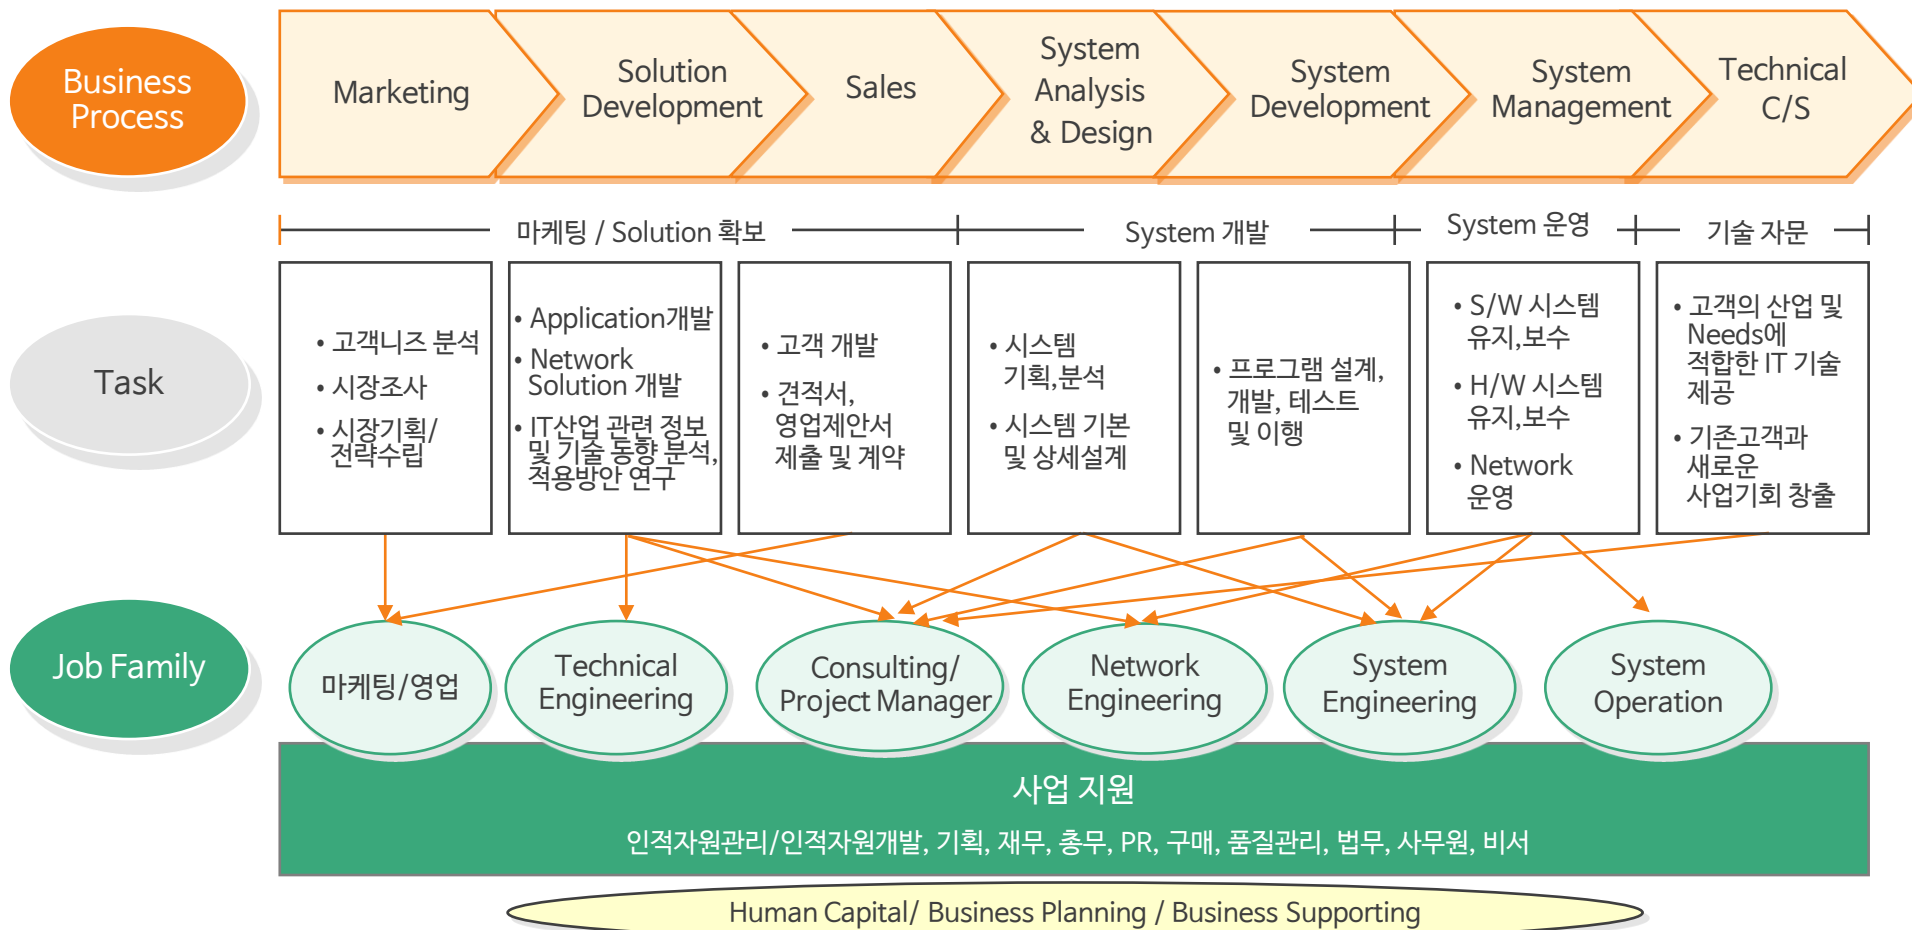 Business
Process
Marketing
Solution
Development
Sales
System
Analysis
& Design
System
Development
System
Management
Technical
C/S
마케팅 / Solution 확보
System 개발
System 운영
기술 자문
Task
• 고객니즈 분석
• 시장조사
• 시장기획/
전략수립
• Application개발
• Network
Solution 개발
• IT산업 관련 정보
및 기술 동향 분석,
적용방안 연구
• 고객 개발
• 견적서,
영업제안서
제출 및 계약
• 시스템
기획,분석
• 시스템 기본
및 상세설계
• 프로그램 설계,
개발, 테스트
및 이행
• S/W 시스템
유지,보수
• H/W 시스템
유지,보수
• Network
운영
• 고객의 산업 및
Needs에
적합한 IT 기술
제공
• 기존고객과
새로운
사업기회 창출
Job Family
마케팅/영업
Technical
Engineering
Consulting/
Project Manager
Network
Engineering
System
Engineering
System
Operation
사업 지원
인적자원관리/인적자원개발, 기획, 재무, 총무, PR, 구매, 품질관리, 법무, 사무원, 비서
Human Capital/ Business Planning / Business Supporting